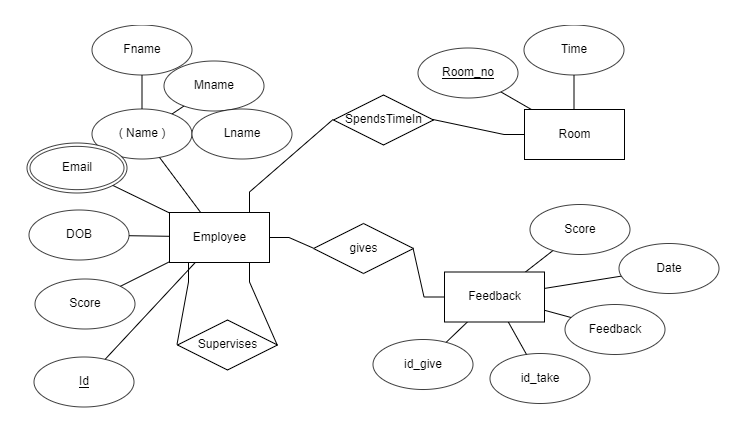 Fname
Time
Room_no
Mname
SpendsTimeIn
( Name )
Lname
Room
Email
Score
DOB
Employee
gives
Date
Feedback
Score
Feedback
Supervises
id_give
id_take
Id